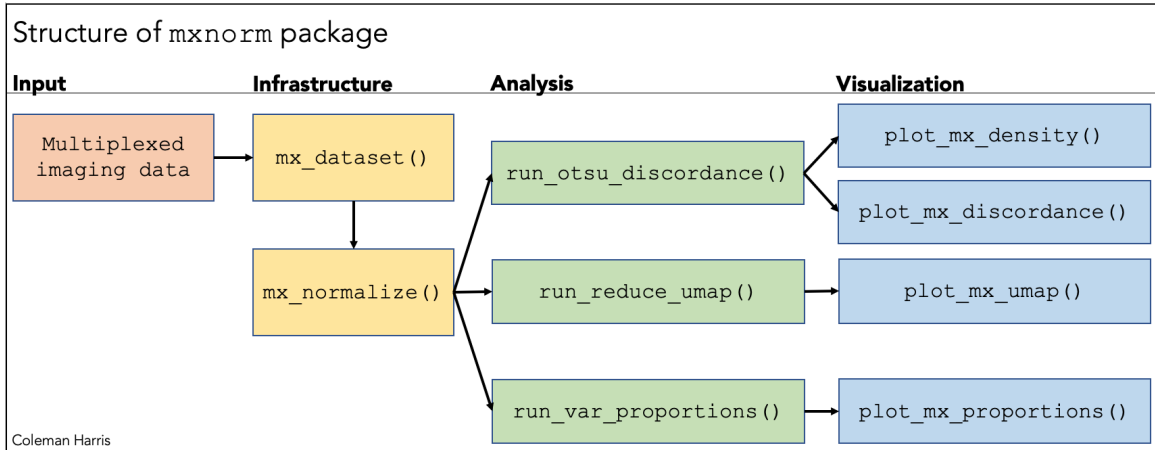 Structure of mxnorm package
Input
Infrastructure
Analysis
Visualization
Multiplexed
imaging data
mx_dataset()
mx_normalize()
run_otsu_discordance()
run_reduce_umap()
run_var_proportions()
plot_mx_density()
plot_mx_discordance()
plot_mx_umap()
plot_mx_proportions()
Coleman Harris